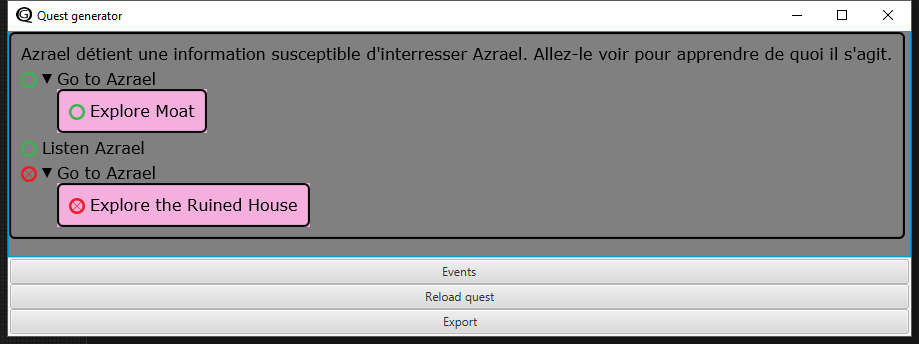 Quest generator
Azrael détient une information susceptible d'interresser Azrael. Allez-le voir pour apprendre de quoi il s'agit.
Go to Azrael
Explore Moat
Listen Azrael
Go to Azrael
Explore the Ruined House
Events
Reload quest
Export